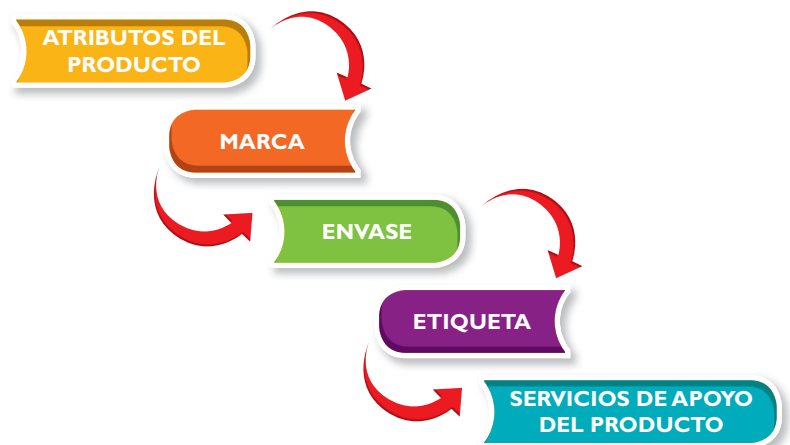 ATRIBUTOS DEL
PRODUCTO
MARCA
ENVASE
ETIQUETA
SERVICIOS DE APOYO
DEL PRODUCTO